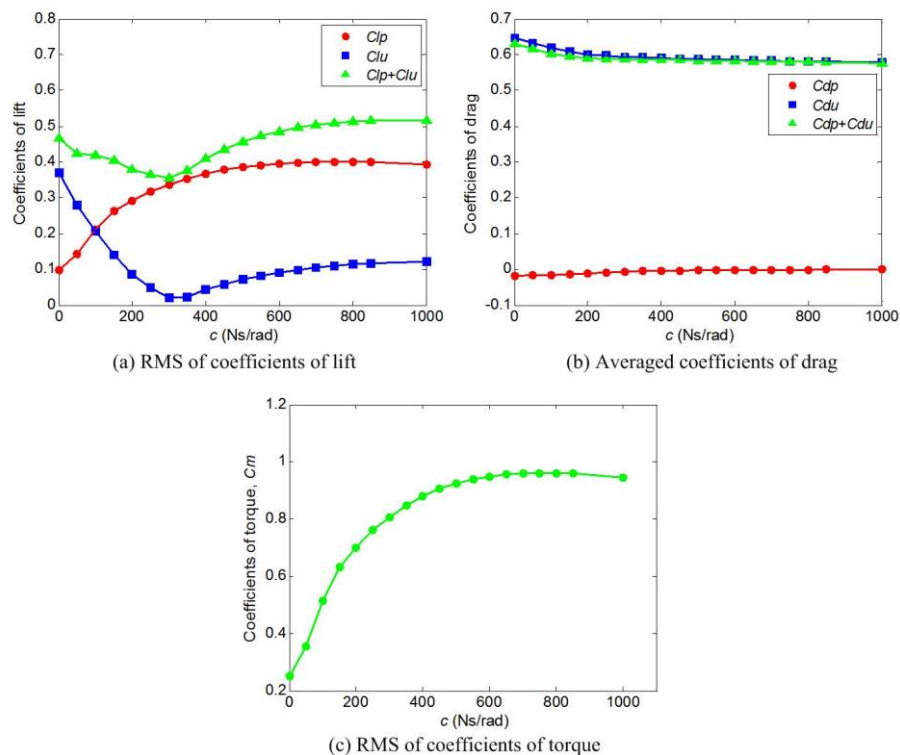 0.8
0.7
0.6
0.5
0.4
0.3
0.2
0.1
0
Coefficients of lift
Clp
Clu
Clp+Clu
0 200 400 600 800 1000
c (Ns/rad)
(a) RMS of coefficients of lift
0.7
0.6
0.5
0.4
0.3
0.2
0.1
0
-0.1
Coefficients of drag
Cdp
Cdu
Cdp+Cdu
0 200 400 600 800 1000
c (Ns/rad)
(b) Averaged coefficients of drag
1.2
1
0.8
0.6
0.4
0.2
Coefficients of torque, Cm
0 200 400 600 800 1000
c (Ns/rad)
(c) RMS of coefficients of torque